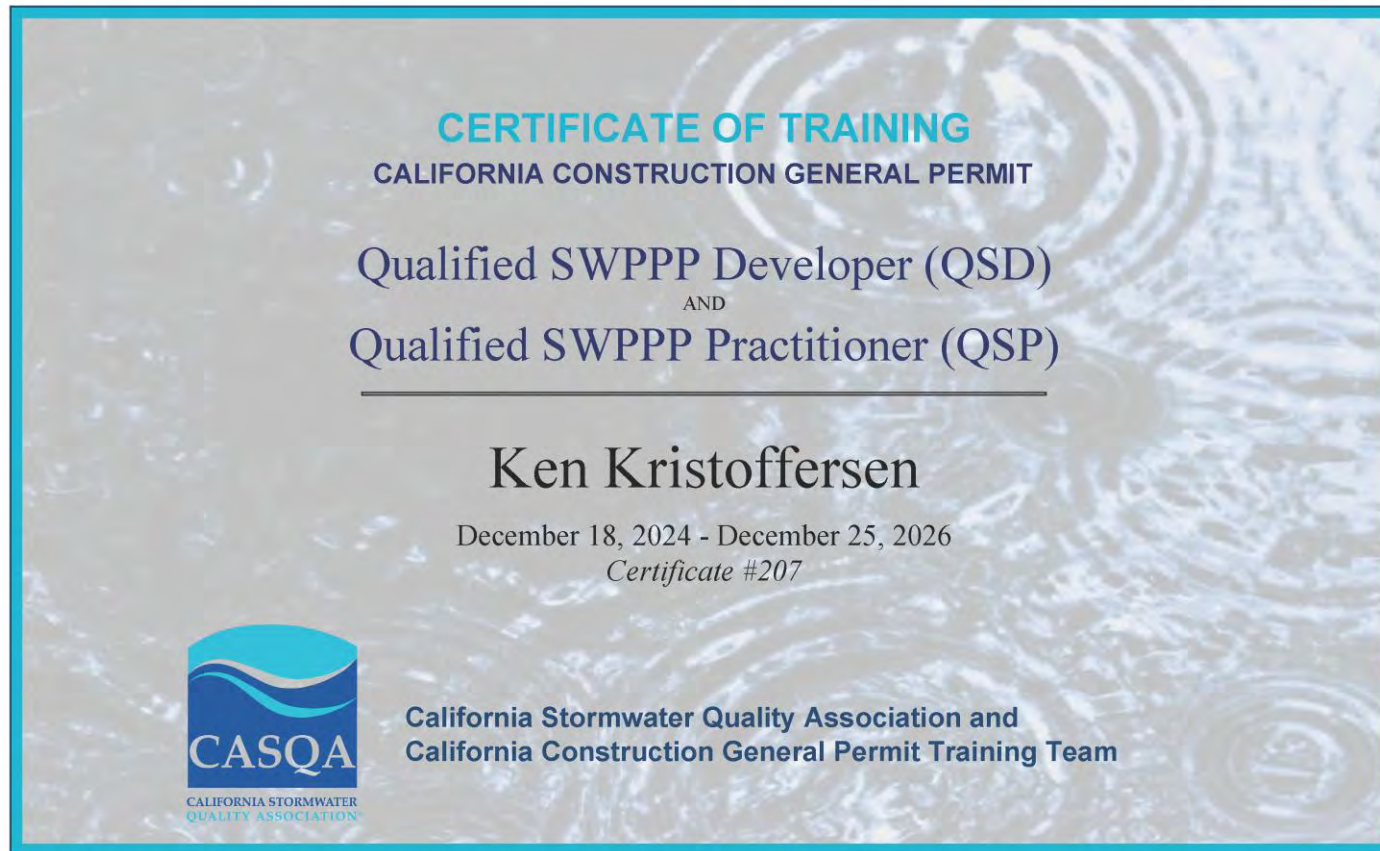 CERTIFICATE OF TRAINING
CALIFORNIA CONSTRUCTION GENERAL PERMIT
Qualified SWPPP Developer (QSD)
AND
Qualified SWPPP Practitioner (QSP)
Ken Kristoffersen
December 18, 2024 - December 25, 2026
Certificate #207
CASQA
CALIFORNIA STORMWATER
QUALITY ASSOCIATION
California Stormwater Quality Association and
California Construction General Permit Training Team